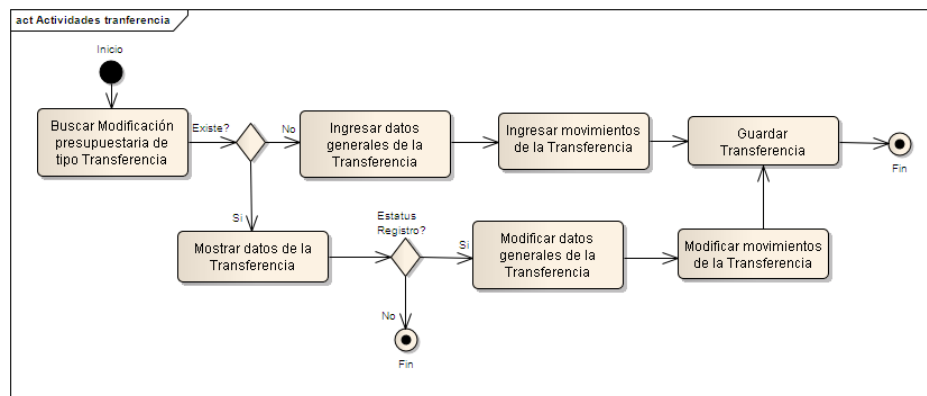 act Actividades tranferencia
Inicio
Buscar Modificación
presupuestaria de
tipo Transferencia
Existe?
No
Ingresar datos
generales de la
Transferencia
Ingresar movimientos
de la Transferencia
Guardar
Transferencia
Fin
Si
Mostrar datos de la
Transferencia
Estatus
Registro?
Si
Modificar datos
generales de la
Transferencia
Modificar movimientos
de la Transferencia
No
Fin